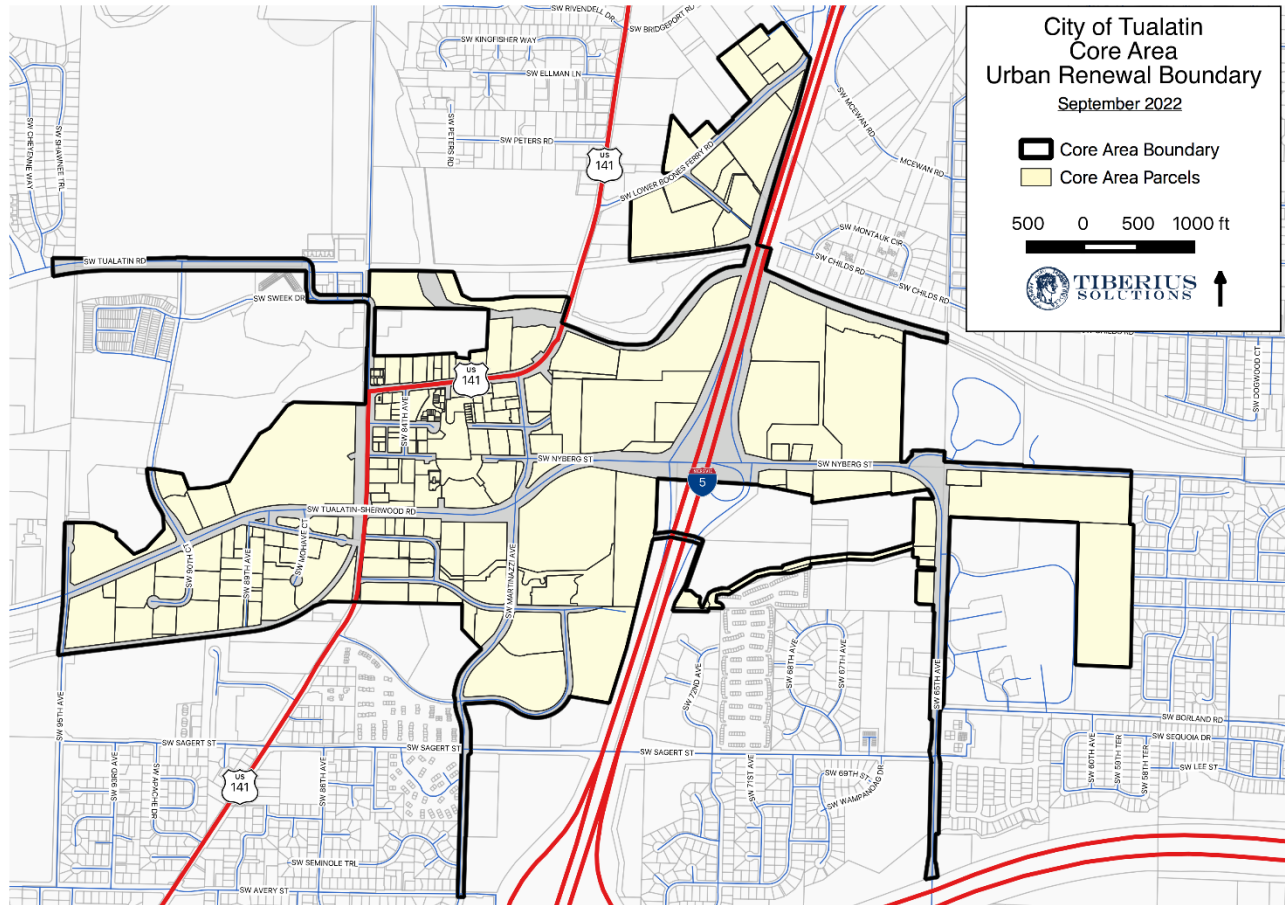 City of Tualatin
Core Area
Urban Renewal Boundary
September 2022
Core Area Boundary
Core Area Parcels
500 0 500 1000 ft
TIBERIUS
SOLUTIONS
SW RIVENDELL DR
SW BRIDGEPORT RD
SW KINGFISHER WAY
SW ELLMAN LN
SW CHEYENNE WAY
SW SHAWNEE TRL
SW PETERS RD
SW PETERS RD
US
141
SW LOWER BOONES FERRY RD
SW MCEWAN RD
MCEWAN RD
SW MONTAUK CIR
SW CHILDS RD
SW CHILDS RD
SW DOGWOOD CT
SW TUALATIN RD
SW SWEEK DR
US
141
SW 84TH AVE
SW NYBERG ST
SW NYBERG ST
5
SW TUALATIN-SHERWOOD RD
SW MOHAVE CT
SW 90TH CT
SW 89TH AVE
SW MARTINAZZI AVE
SW 95TH AVE
SW 72ND AVE
SW 68TH AVE
SW 67TH AVE
SW 65TH AVE
SW BORLAND RD
SW SEQUOIA DR
SW LEE ST
SW 60TH AVE
SW 59TH TER
SW 58TH TER
SW SAGERT ST
SW SAGERT ST
SW SAGERT ST
SW 93RD AVE
SW APACHE DR
US
141
SW 86TH AVE
SW 71ST AVE
SW 69TH ST
SW WAMPANOAG DR
SW SEMINOLE TRL
SW AVERY ST